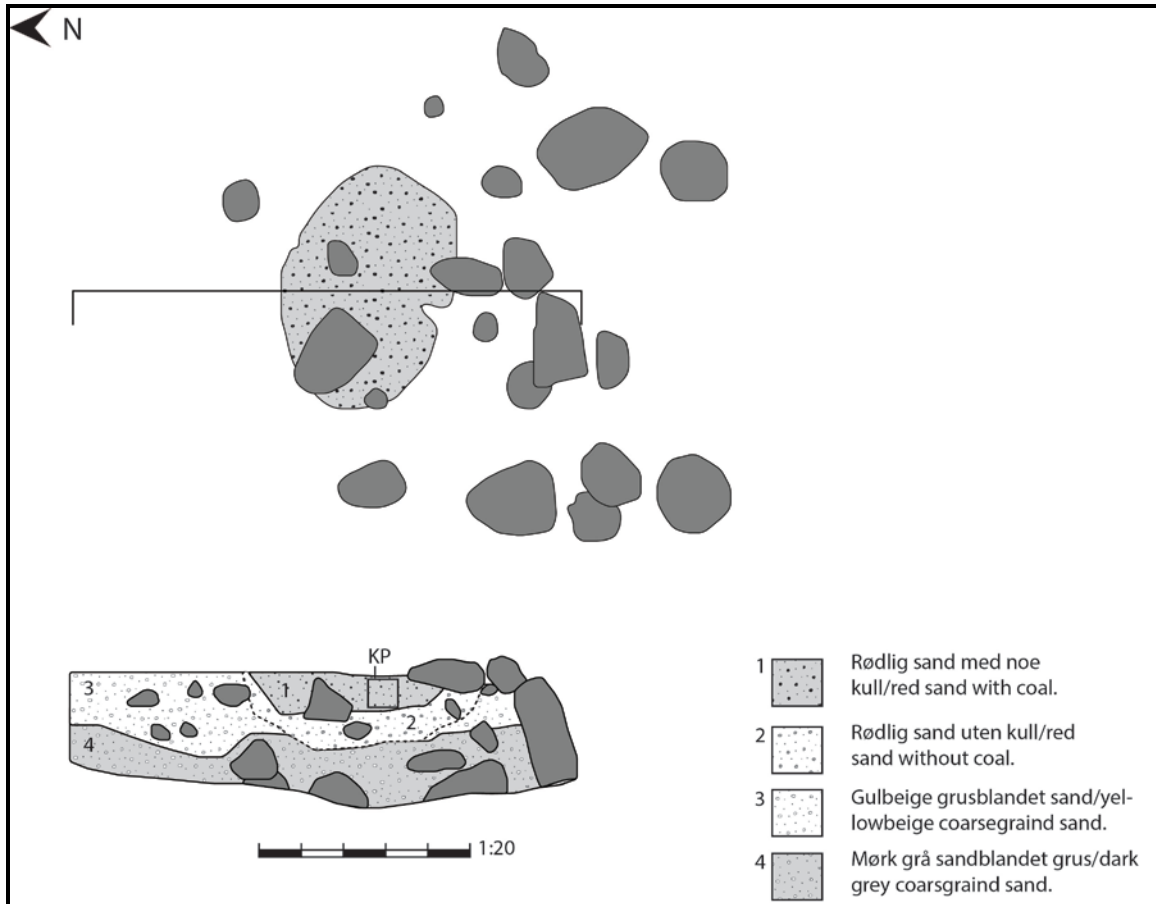 N
KP
3
1
2
4
1:20
1 Rødlig sand med noe
kull/red sand with coal.
2 Rødlig sand uten kull/red
sand without coal.
3 Gulbeige grusblandet sand/yel-
lowbeige coarsegraind sand.
4 Mørk grå sandblandet grus/dark
grey coarsgraind sand.